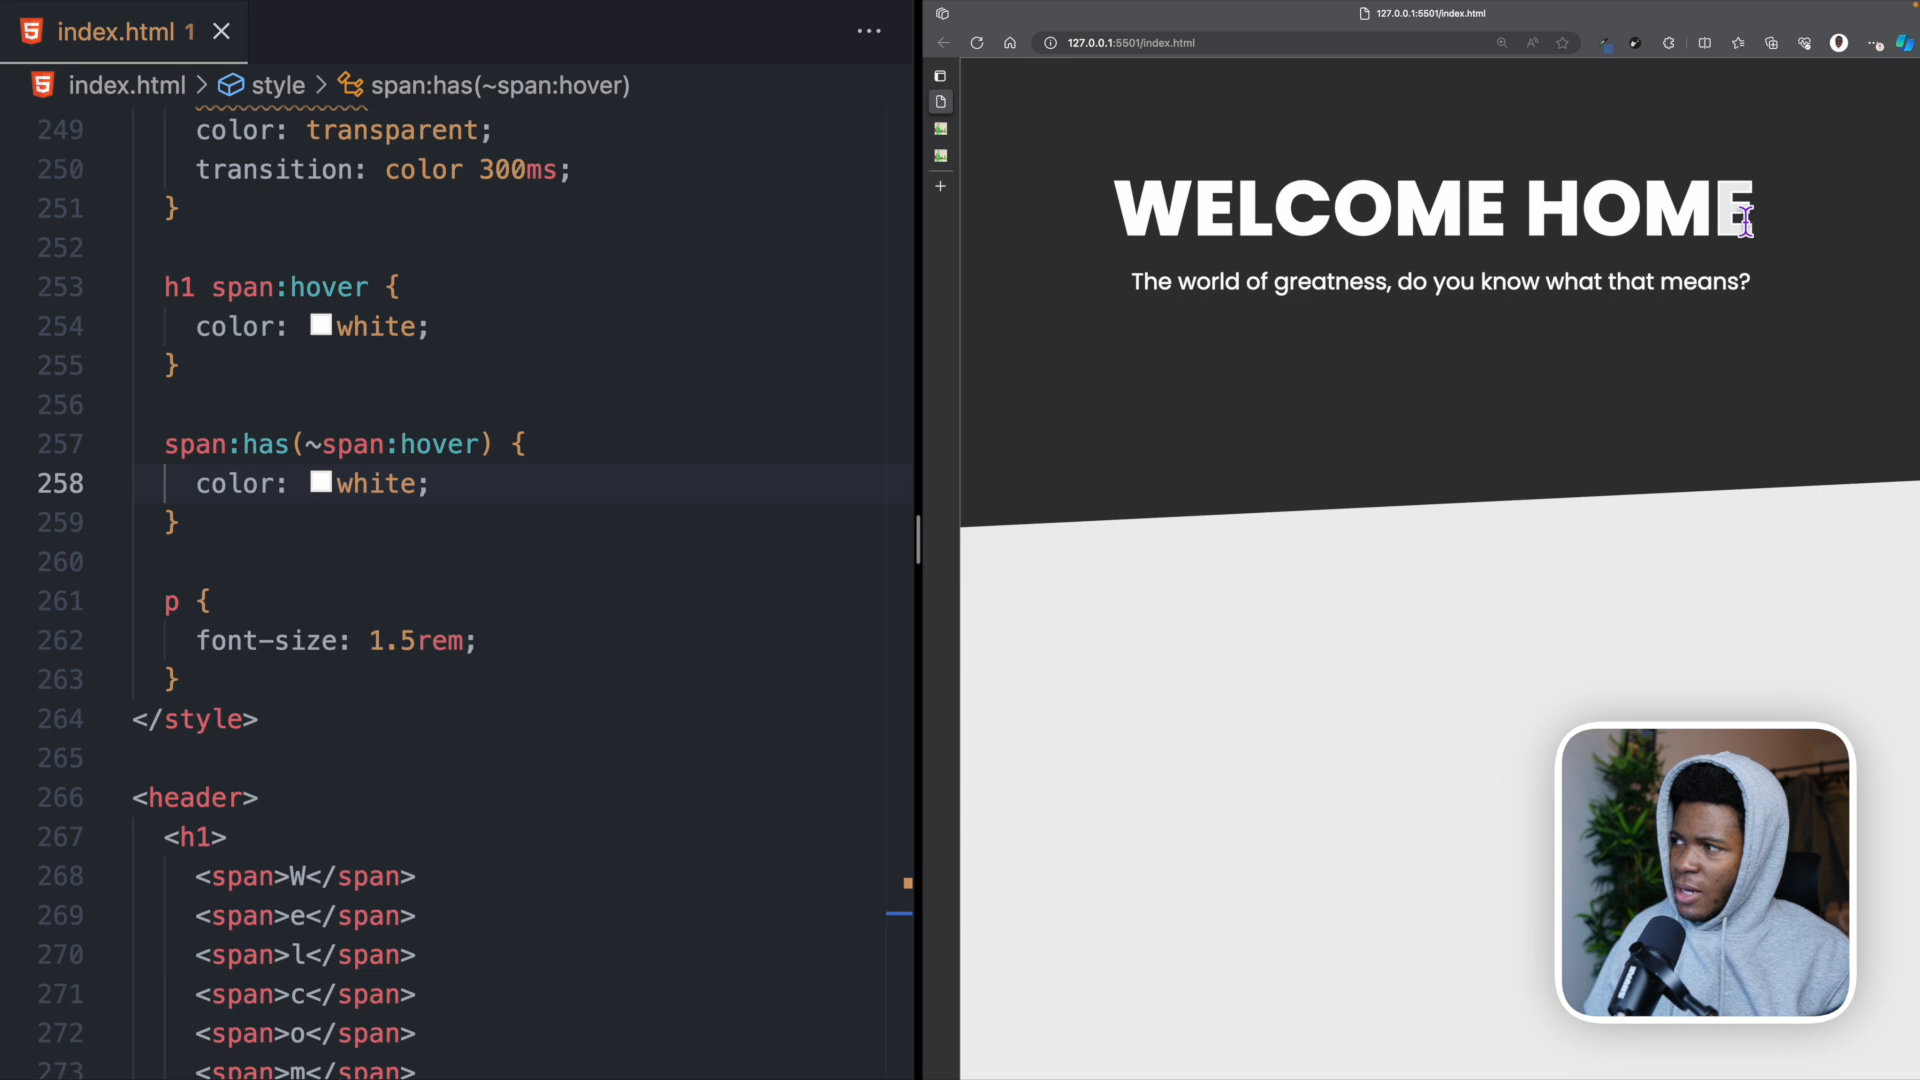 index.html 1
index.html > style > span:has(~span:hover)
249 color: transparent;
250 transition: color 300ms;
251 }
252
253 h1 span:hover {
254 color: white;
255 }
256
257 span:has(~span:hover) {
258 color: white;
259 }
260
261 p {
262 font-size: 1.5rem;
263 }
264 </style>
265
266 <header>
267 <h1>
268 <span>W</span>
269 <span>e</span>
270 <span>l</span>
271 <span>c</span>
272 <span>o</span>
273 <span>m</span>
127.0.0.1:5501/index.html
127.0.0.1:5501/index.html
WELCOME HOME
The world of greatness, do you know what that means?